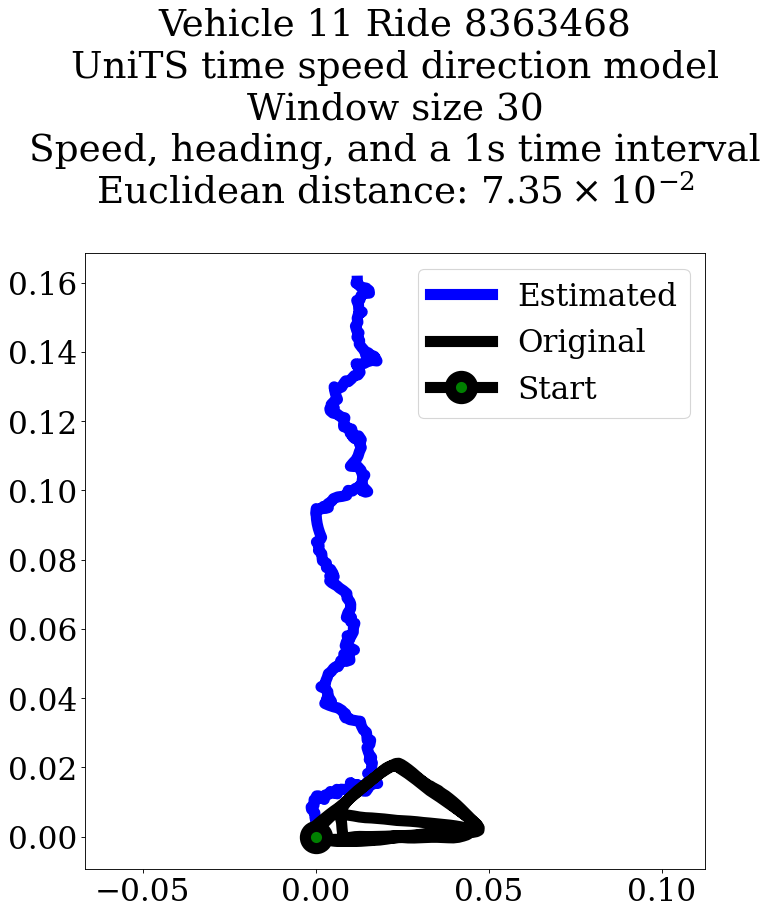 Vehicle 11 Ride 8363468
UniTS time speed direction model
Window size 30
Speed, heading, and a 1s time interval
Euclidean distance: 7.35 × 10⁻²
Estimated
Original
Start
0.16
0.14
0.12
0.10
0.08
0.06
0.04
0.02
0.00
−0.05 0.00 0.05 0.10